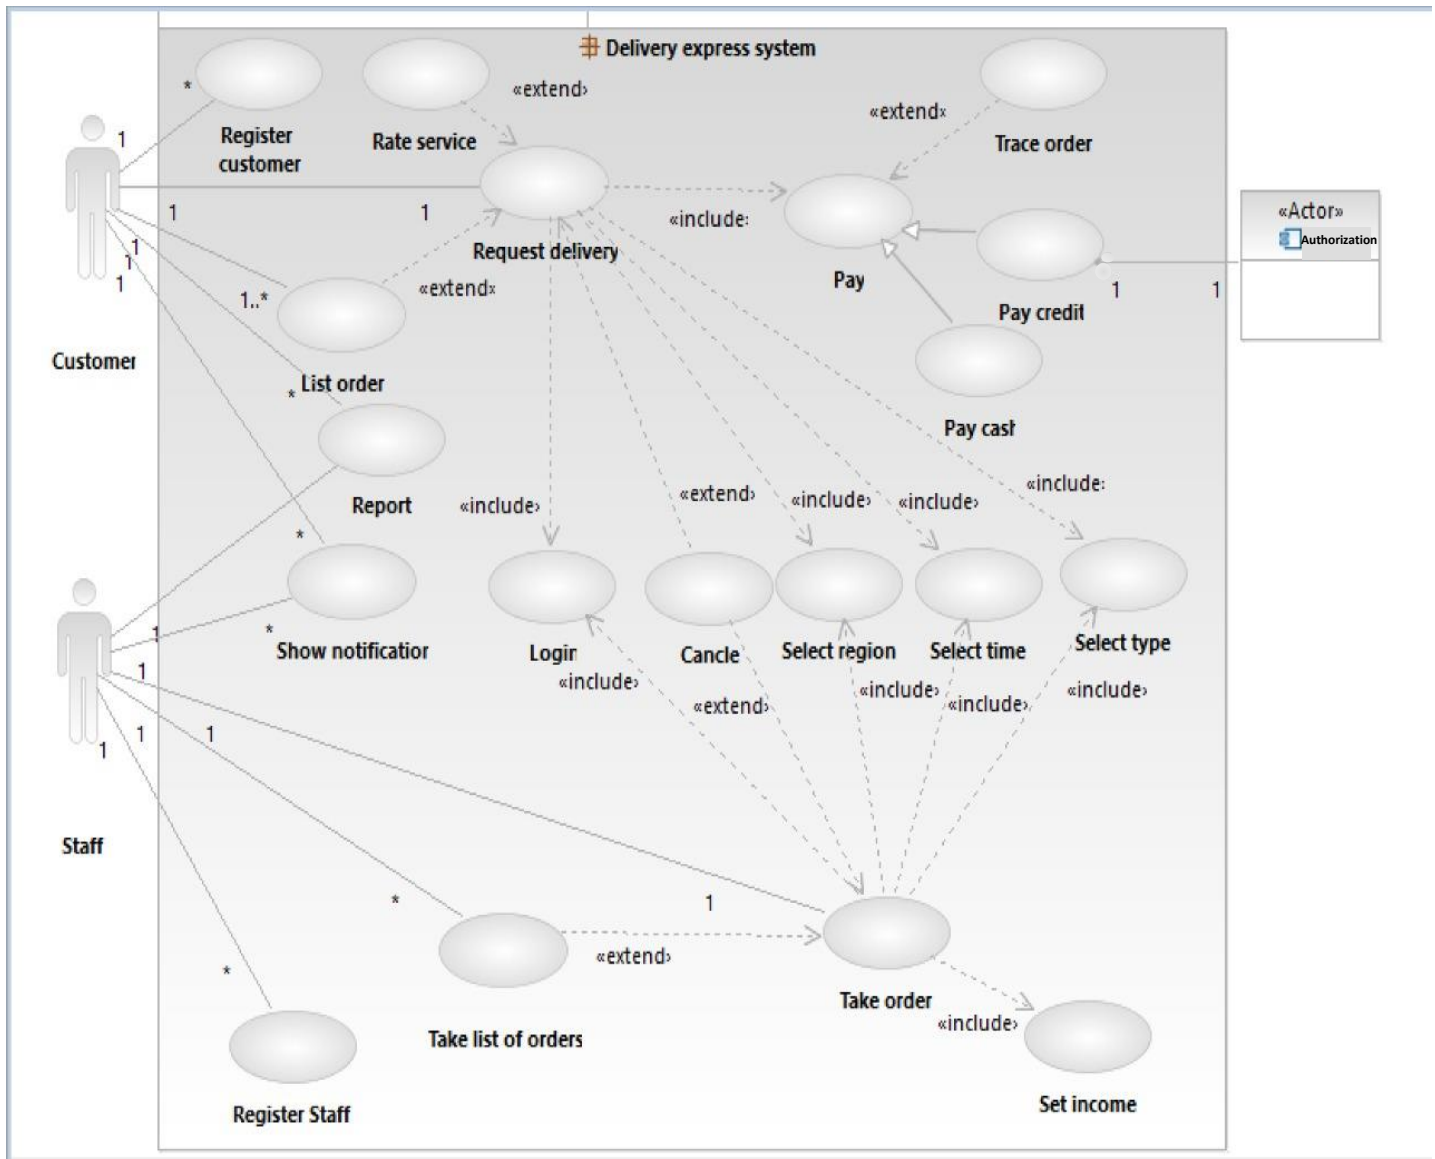 Delivery express system
«extend›
«extend›
*
Register
customer
Rate service
Trace order
1
«Actor»
Authorization
1
1
«include:
Request delivery
Pay
1
1
1
«extend»
1..*
1
1
Pay credit
Customer
List order
*
Pay cash
«include:
Report
«include›
«extend›
«include›
«include›
*
*
1
Show notification
Login
Cancle
Select region
Select time
Select type
1
«include›
«extend›
«include›
«include›
«include›
1
1
1
Staff
*
1
«extend›
*
Take order
«include›
Take list of orders
Register Staff
Set income